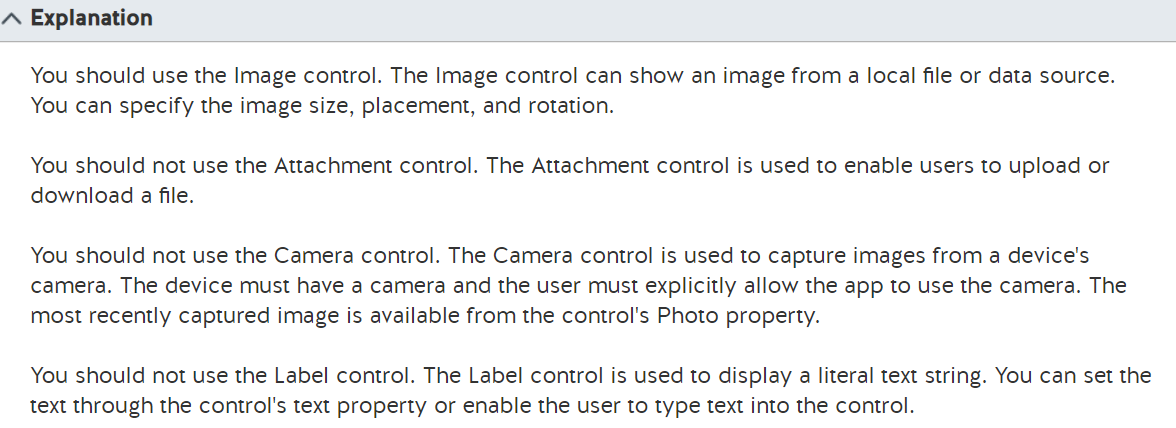 Explanation
You should use the Image control. The Image control can show an image from a local file or data source.
You can specify the image size, placement, and rotation.
You should not use the Attachment control. The Attachment control is used to enable users to upload or
download a file.
You should not use the Camera control. The Camera control is used to capture images from a device's
camera. The device must have a camera and the user must explicitly allow the app to use the camera. The
most recently captured image is available from the control's Photo property.
You should not use the Label control. The Label control is used to display a literal text string. You can set the
text through the control's text property or enable the user to type text into the control.